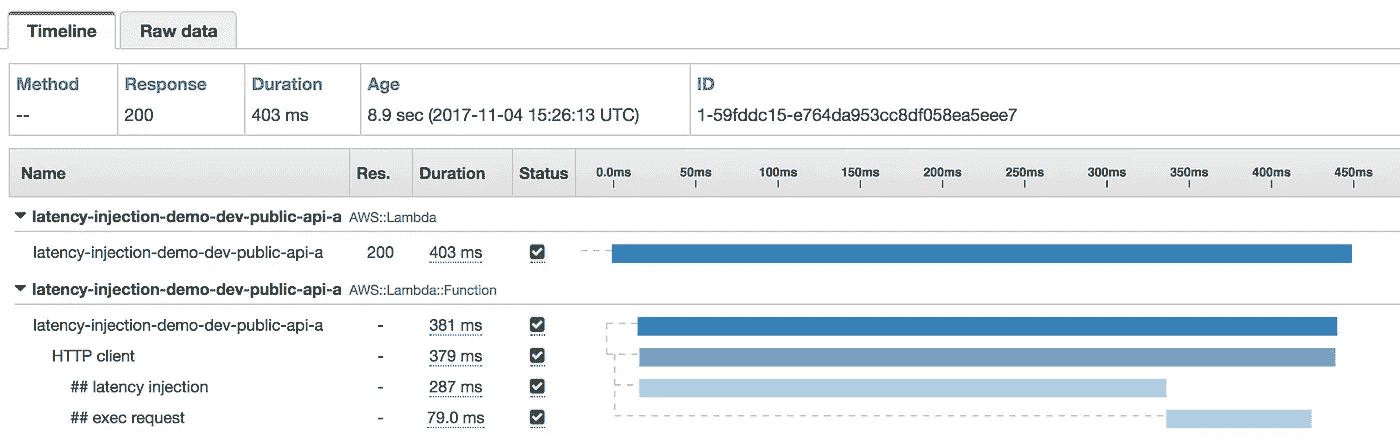 Timeline Raw data
Method Response Duration Age ID
-- 200 403 ms 8.9 sec (2017-11-04 15:26:13 UTC) 1-59fddc15-e764da953cc8df058ea5eee7
Name Res. Duration Status 0.0ms 50ms 100ms 150ms 200ms 250ms 300ms 350ms 400ms 450ms
latency-injection-demo-dev-public-api-a AWS::Lambda
latency-injection-demo-dev-public-api-a 200 403 ms
latency-injection-demo-dev-public-api-a AWS::Lambda::Function
latency-injection-demo-dev-public-api-a - 381 ms
HTTP client - 379 ms
## latency injection - 287 ms
## exec request - 79.0 ms